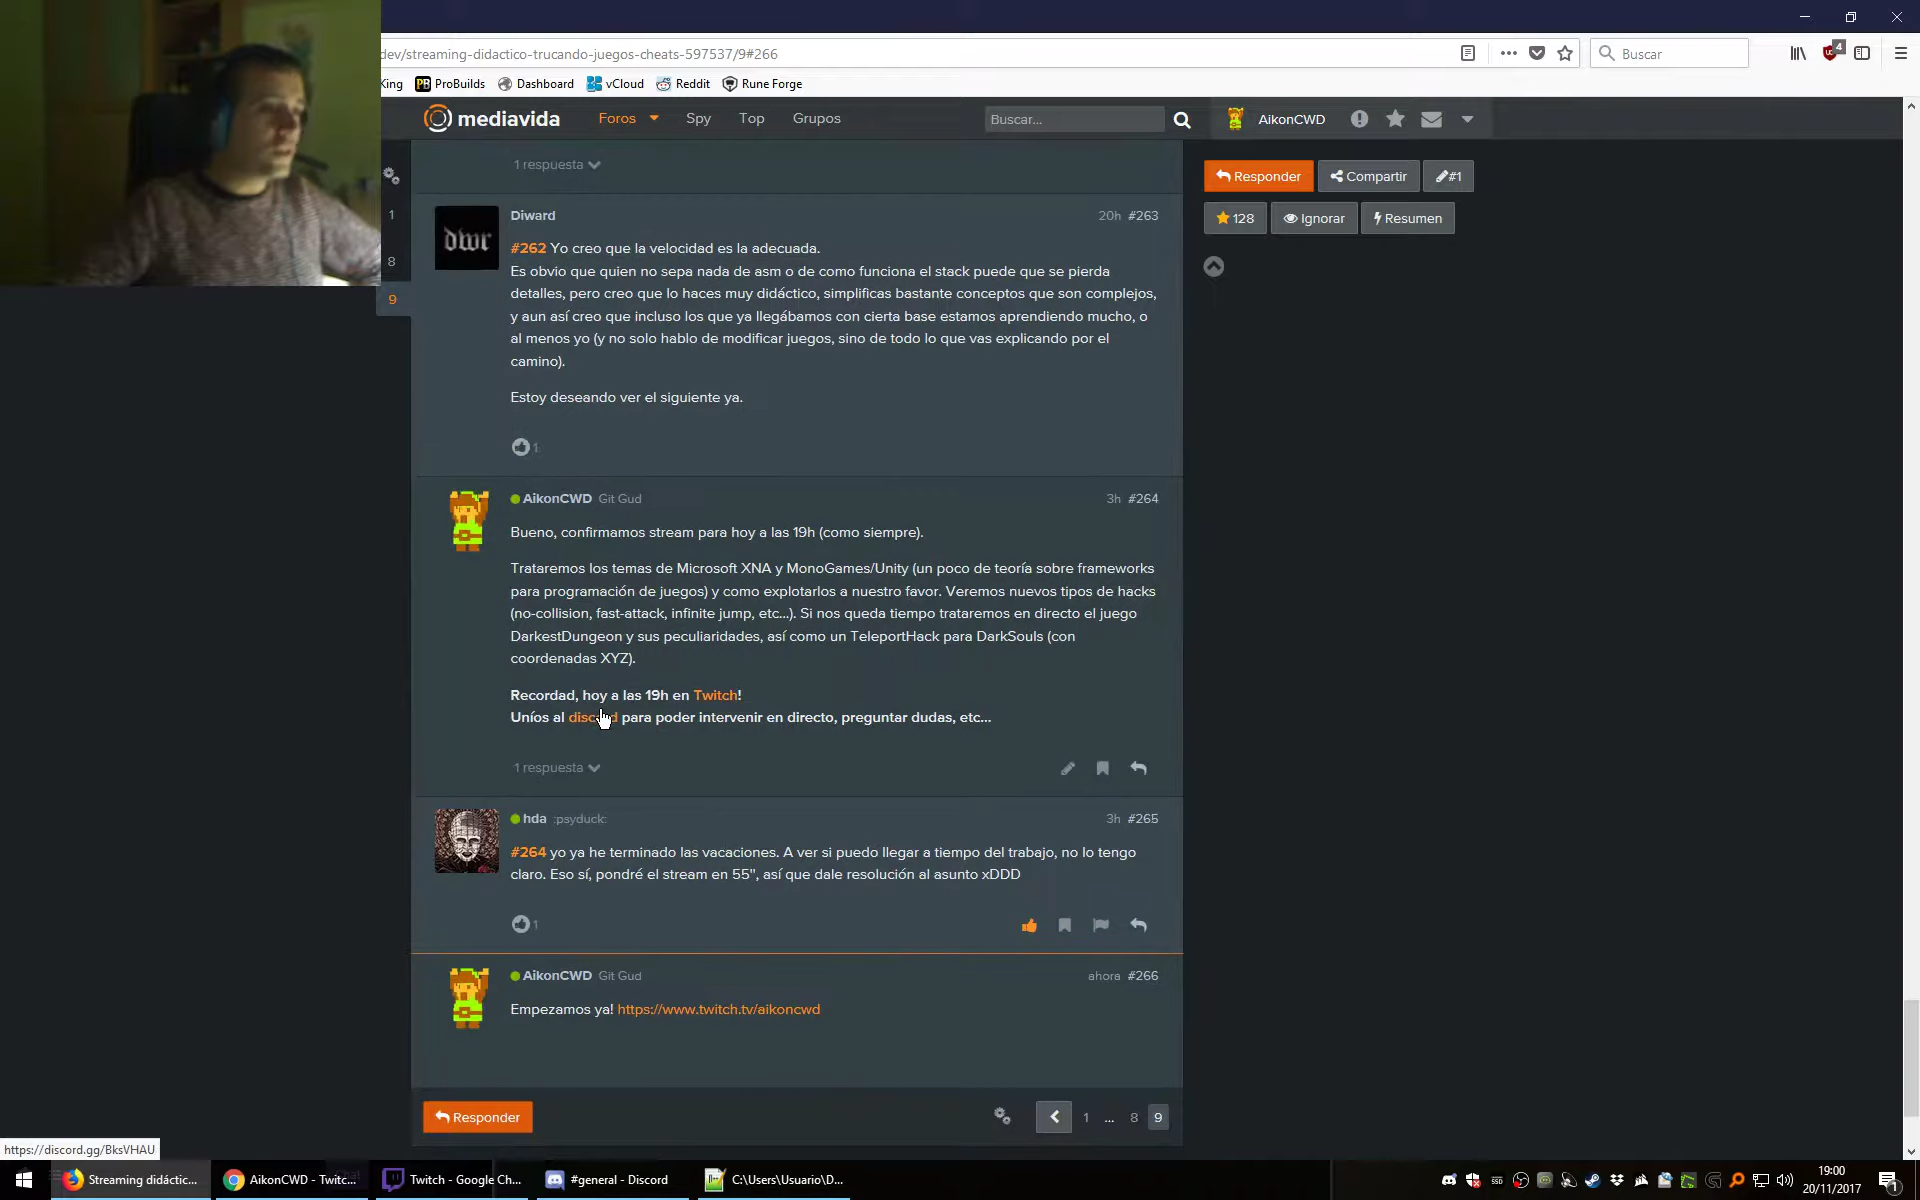 dev/streaming-didactico-trucando-juegos-cheats-597537/9#266
Buscar
4
King
ProBuilds
Dashboard
vCloud
Reddit
Rune Forge
mediavida
Foros
Spy
Top
Grupos
Buscar...
AikonCWD
1
8
9
1 respuesta
Responder
Compartir
#1
128
Ignorar
Resumen
dwr
Diward
20h #263
#262 Yo creo que la velocidad es la adecuada.
Es obvio que quien no sepa nada de asm o de como funciona el stack puede que se pierda
detalles, pero creo que lo haces muy didáctico, simplificas bastante conceptos que son complejos,
y aun así creo que incluso los que ya llegábamos con cierta base estamos aprendiendo mucho, o
al menos yo (y no solo hablo de modificar juegos, sino de todo lo que vas explicando por el
camino).
Estoy deseando ver el siguiente ya.
1
AikonCWD Git Gud
3h #264
Bueno, confirmamos stream para hoy a las 19h (como siempre).
Trataremos los temas de Microsoft XNA y MonoGames/Unity (un poco de teoría sobre frameworks
para programación de juegos) y como explotarlos a nuestro favor. Veremos nuevos tipos de hacks
(no-collision, fast-attack, infinite jump, etc...). Si nos queda tiempo trataremos en directo el juego
DarkestDungeon y sus peculiaridades, así como un TeleportHack para DarkSouls (con
coordenadas XYZ).
Recordad, hoy a las 19h en Twitch!
Uníos al discord para poder intervenir en directo, preguntar dudas, etc...
1 respuesta
hda :psyduck:
3h #265
#264 yo ya he terminado las vacaciones. A ver si puedo llegar a tiempo del trabajo, no lo tengo
claro. Eso sí, pondré el stream en 55", así que dale resolución al asunto xDDD
1
AikonCWD Git Gud
ahora #266
Empezamos ya! https://www.twitch.tv/aikoncwd
Responder
1 ... 8 9
https://discord.gg/BksVHAU
Streaming didáctic...
AikonCWD - Twitc...
Twitch - Google Ch...
#general - Discord
C:\Users\Usuario\D...
19:00
20/11/2017
1